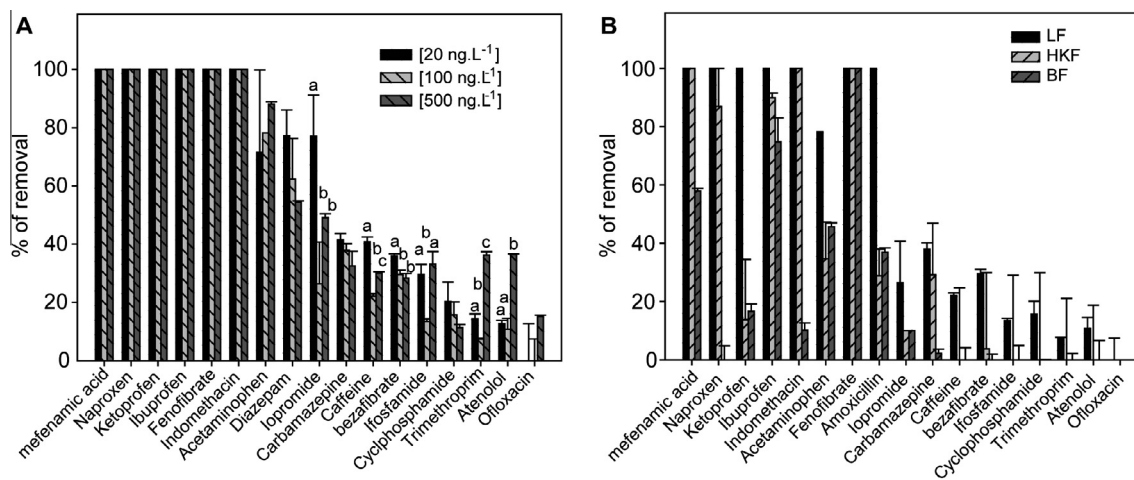 A
[20 ng.L-1]
[100 ng.L-1]
[500 ng.L-1]
% of removal
100
80
60
40
20
0
a
b
b
a
b
c
a
b
b
a
b
a
a
b
c
a
a
b
mefenamic acid
Naproxen
Ketoprofen
Ibuprofen
Fenofibrate
Indomethacin
Acetaminophen
Diazepam
Iopromide
Carbamazepine
Caffeine
bezafibrate
Ifosfamide
Cyclphosphamide
Trimethoprim
Atenolol
Ofloxacin
B
LF
HKF
BF
% of removal
100
80
60
40
20
0
mefenamic acid
Naproxen
Ketoprofen
Ibuprofen
Indomethacin
Acetaminophen
Fenofibrate
Amoxicillin
Iopromide
Carbamazepine
Caffeine
bezafibrate
Ifosfamide
Cyclophosphamide
Trimethroprim
Atenolol
Ofloxacin